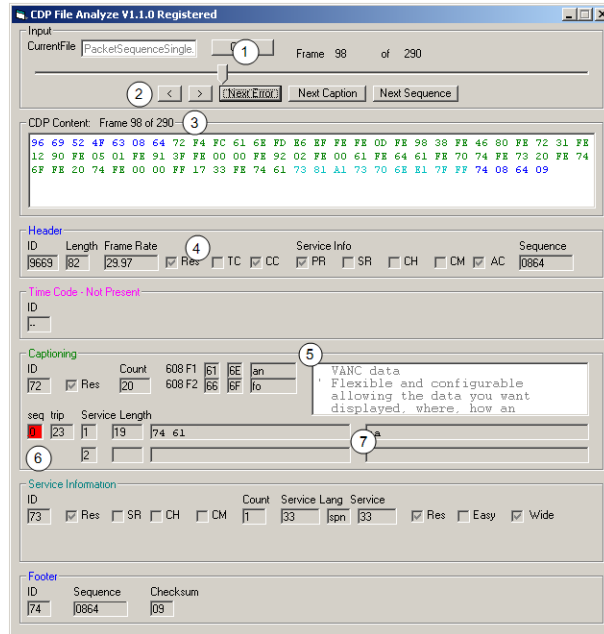 CDP File Analyze V1.1.0 Registered
Input
CurrentFile PacketSequenceSingle. 1 Frame 98 of 290
2 < > Next Error Next Caption Next Sequence
CDP Content: Frame 98 of 290 3
96 69 52 4F 63 08 64 72 F4 FC 61 6E FD E6 EF FE FE 0D FE 98 38 FE 46 80 FE 72 31 FE
12 90 FE 05 01 FE 91 3F FE 00 00 FE 92 02 FE 00 61 FE 64 61 FE 70 74 FE 73 20 FE 74
6F FE 20 74 FE 00 00 FF 17 33 FE 74 61 73 81 A1 73 70 6E E1 7F FF 74 08 64 09
Header
ID Length Frame Rate 4 Service Info Sequence
9669 82 29.97 Res TC CC PR SR CH CM AC 0864
Time Code - Not Present
ID
--
Captioning
ID Count 608 F1 61 6E an 5
72 Res 20 608 F2 66 6F fo
VANC data
' Flexible and configurable
allowing the data you want
displayed, where, how an
seq trip Service Length
0 23 1 19 74 61
6 2 7
Service Information
ID Count Service Lang Service
73 Res SR CH CM 1 33 spn 33 Res Easy Wide
Footer
ID Sequence Checksum
74 0864 09